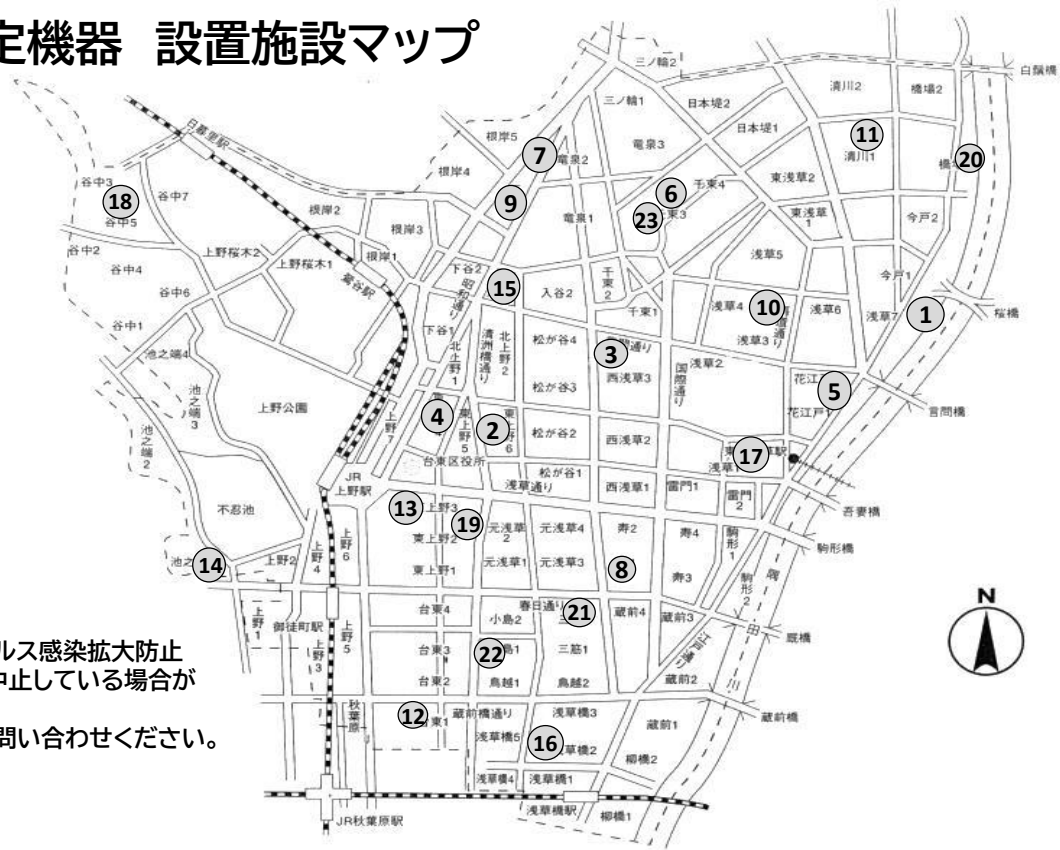 定機器 設置施設マップ
三ノ輪2
白鬚橋
三ノ輪1
日本堤2
清川2
橋場2
根岸5
日暮里駅
日本堤1
11
7
竜泉2
竜泉3
清川1
20
根岸4
谷中3
18
谷中7
6
千束4
東浅草2
9
23
谷中5
根岸2
竜泉1
東浅草1
今戸2
根岸3
谷中2
上野桜木2
浅草5
谷中4
上野桜木1
根岸1
下谷2
昭和通り
千束2
今戸1
鶯谷駅
15
入谷2
谷中6
浅草4
10
浅草6
1
千束1
浅草7
桜橋
谷中1
下谷1
清洲橋通り
北上野2
松が谷4
浅草3
北上野1
3
池之端4
浅草2
松が谷3
西浅草3
国際通り
5
池之端3
上野公園
言問橋
上野7
4
東上野5
2
松が谷2
西浅草2
池之端2
17
台東区役所
松が谷1
浅草通り
JR
上野駅
西浅草1
雷門1
雷門2
吾妻橋
不忍池
13
上野3
19
元浅草2
元浅草4
寿2
寿4
駒形1
駒形橋
上野6
東上野2
14
上野2
上野4
東上野1
元浅草1
元浅草3
8
寿3
駒形2
隅田川
N
上野1
台東4
春日通り
21
蔵前4
蔵前3
御徒町駅
小島2
江戸通り
厩橋
ルス感染拡大防止
上野3
上野5
台東3
22
三筋1
中止している場合が
台東2
鳥越1
鳥越2
蔵前2
秋葉原
12
台東1
蔵前橋通り
浅草橋3
蔵前1
蔵前橋
問い合わせください。
浅草橋5
16
浅草橋2
柳橋2
浅草橋4
浅草橋1
浅草橋駅
柳橋1
JR秋葉原駅